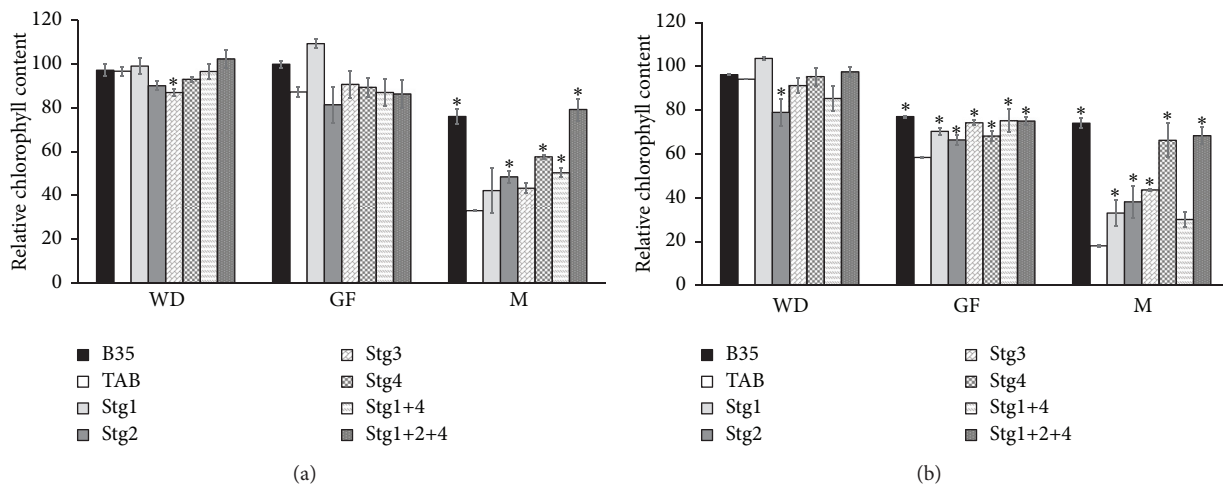 Relative chlorophyll content
120
100
80
60
40
20
0
*
*
*
*
*
WD
GF
M
B35
TAB
Stg1
Stg2
Stg3
Stg4
Stg1+4
Stg1+2+4
(a)
Relative chlorophyll content
120
100
80
60
40
20
0
*
*
*
*
*
*
*
*
*
*
*
*
*
*
WD
GF
M
B35
TAB
Stg1
Stg2
Stg3
Stg4
Stg1+4
Stg1+2+4
(b)